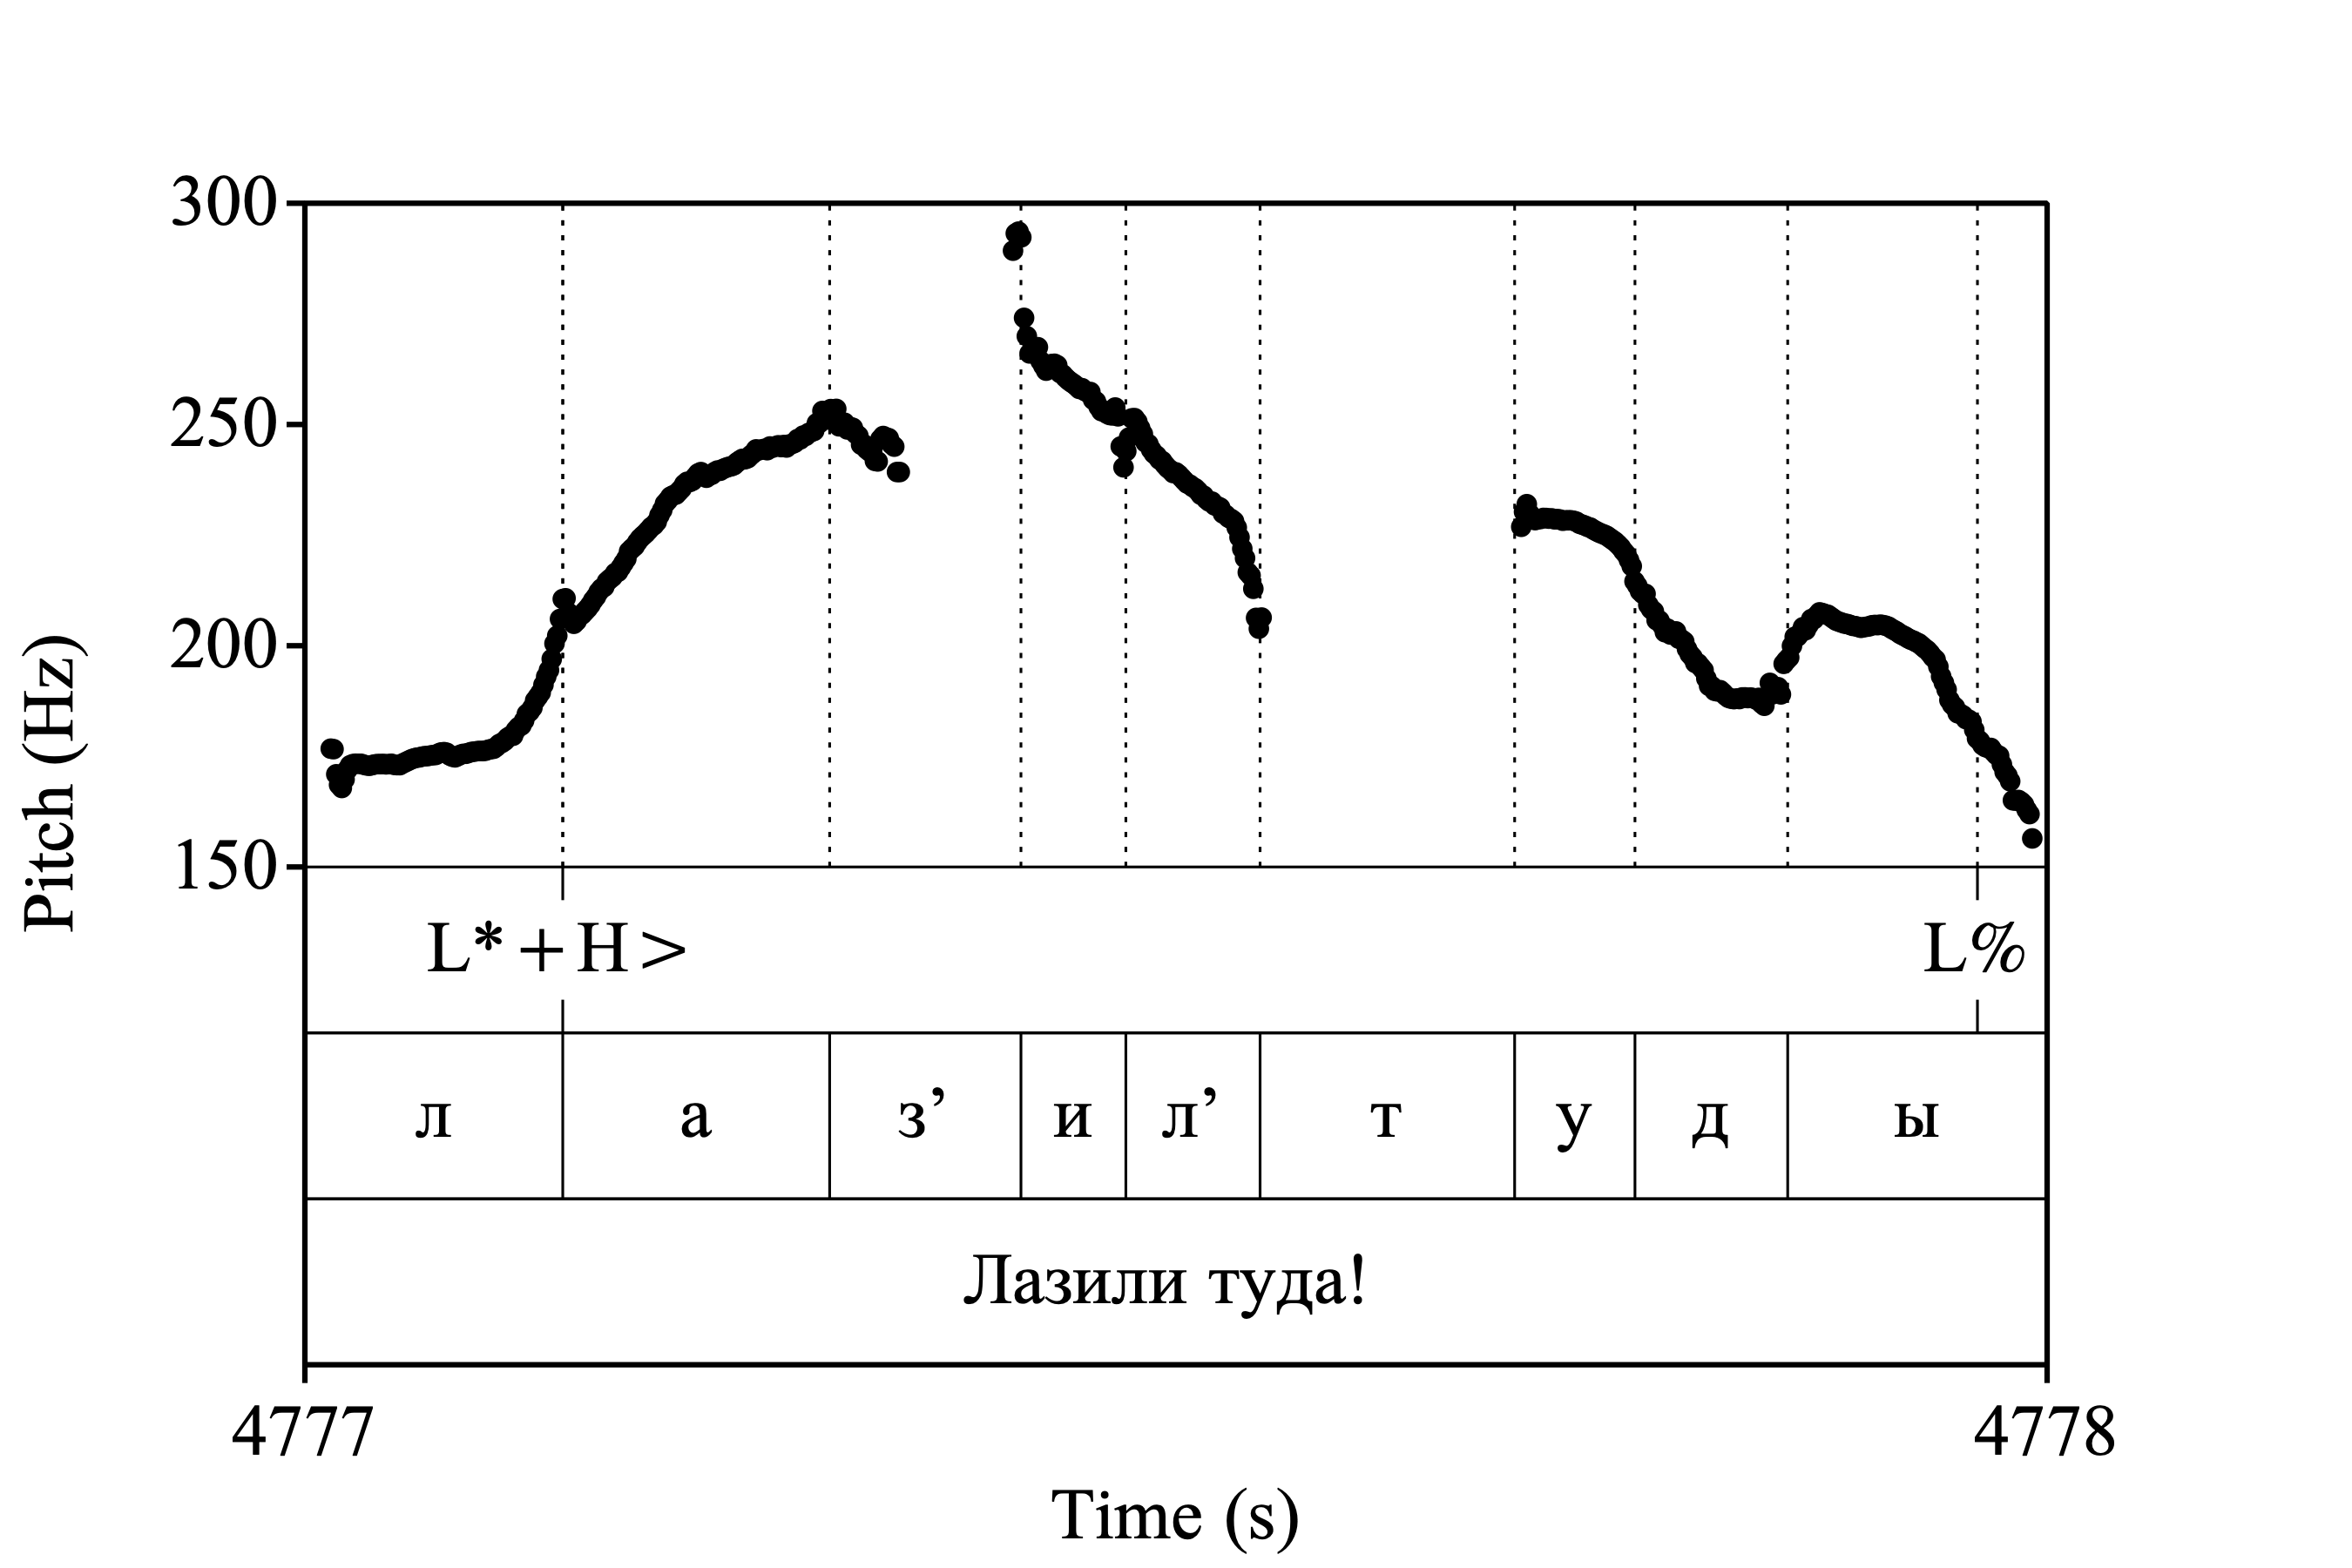 300
250
200
150
Pitch (Hz)
L*+H> L%
л а з’ и л’ т у д ы
Лазили туда!
4777 4778
Time (s)